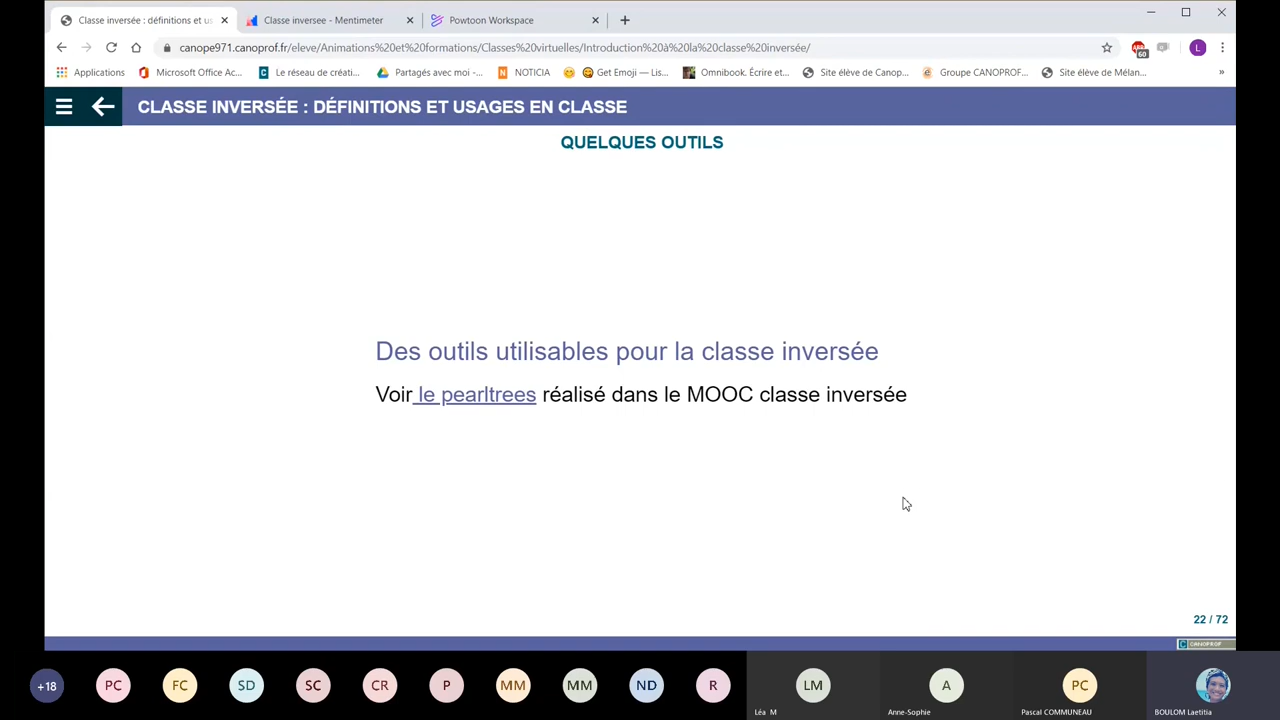 Classe inversée : définitions et us
Classe inversee - Mentimeter
Powtoon Workspace
canope971.canoprof.fr/eleve/Animations%20et%20formations/Classes%20virtuelles/Introduction%20à%20la%20classe%20inversée/
60
L
Applications
Microsoft Office Ac...
Le réseau de créati...
Partagés avec moi -...
NOTICIA
Get Emoji — Lis...
Omnibook. Écrire et...
Site élève de Canop...
Groupe CANOPROF...
Site élève de Mélan...
»
CLASSE INVERSÉE : DÉFINITIONS ET USAGES EN CLASSE
QUELQUES OUTILS
Des outils utilisables pour la classe inversée
Voir le pearltrees réalisé dans le MOOC classe inversée
22 / 72
CANOPROF
+18
PC
FC
SD
SC
CR
P
MM
MM
ND
R
LM
A
PC
Léa M
Anne-Sophie
Pascal COMMUNEAU
BOULOM Laetitia